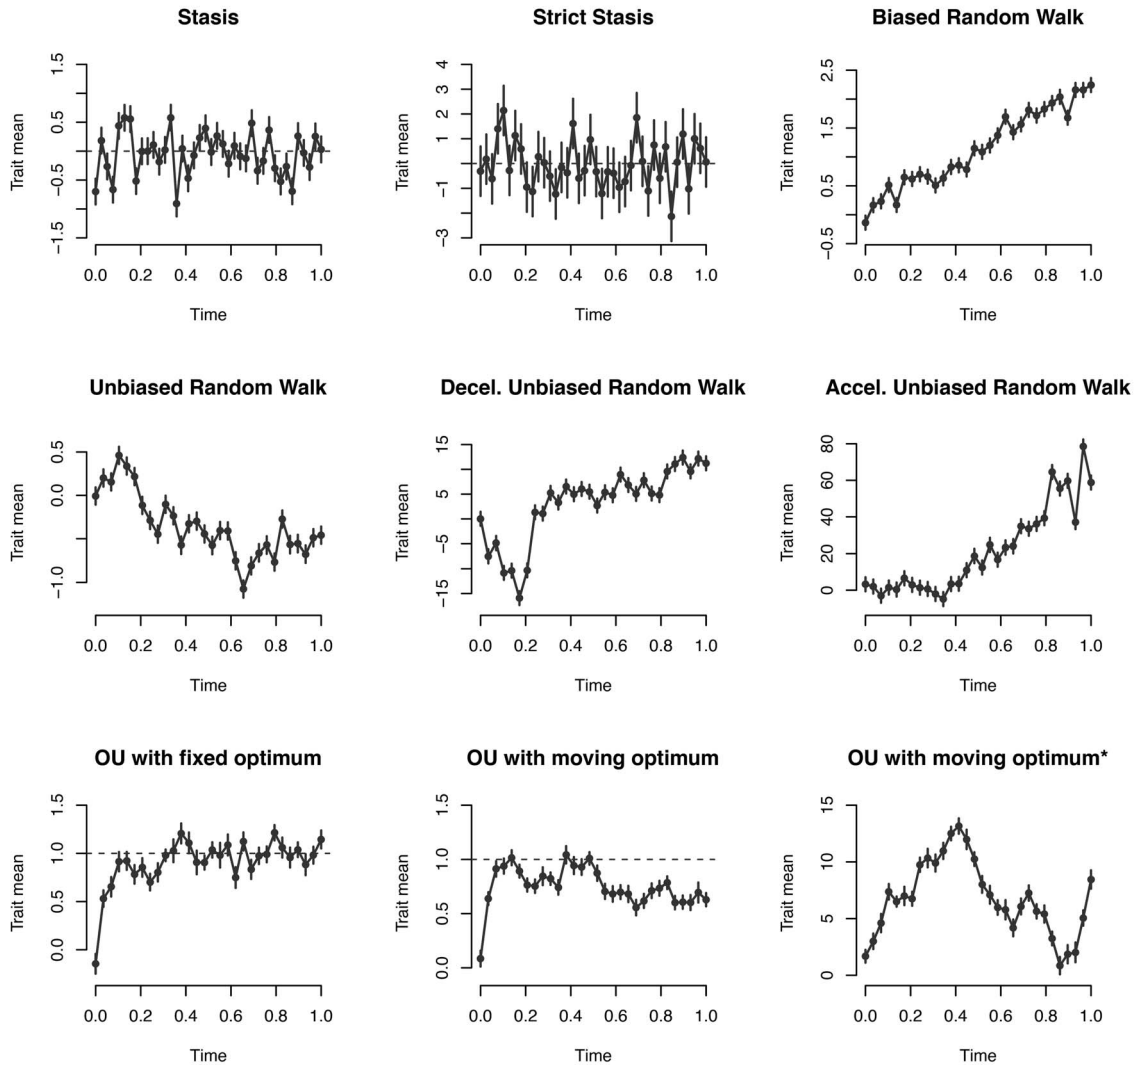 Stasis
Trait mean
1.5
0.5
−0.5
−1.5
0.0 0.2 0.4 0.6 0.8 1.0
Time
Strict Stasis
Trait mean
4
3
2
1
−1
−3
0.0 0.2 0.4 0.6 0.8 1.0
Time
Biased Random Walk
Trait mean
2.5
1.5
0.5
−0.5
0.0 0.2 0.4 0.6 0.8 1.0
Time
Unbiased Random Walk
Trait mean
0.5
0.0
−1.0
0.0 0.2 0.4 0.6 0.8 1.0
Time
Decel. Unbiased Random Walk
Trait mean
15
5
−5
−15
0.0 0.2 0.4 0.6 0.8 1.0
Time
Accel. Unbiased Random Walk
Trait mean
80
60
40
20
0
0.0 0.2 0.4 0.6 0.8 1.0
Time
OU with fixed optimum
Trait mean
1.5
1.0
0.5
0.0
0.0 0.2 0.4 0.6 0.8 1.0
Time
OU with moving optimum
Trait mean
1.5
1.0
0.5
0.0
0.0 0.2 0.4 0.6 0.8 1.0
Time
OU with moving optimum*
Trait mean
15
10
5
0
0.0 0.2 0.4 0.6 0.8 1.0
Time